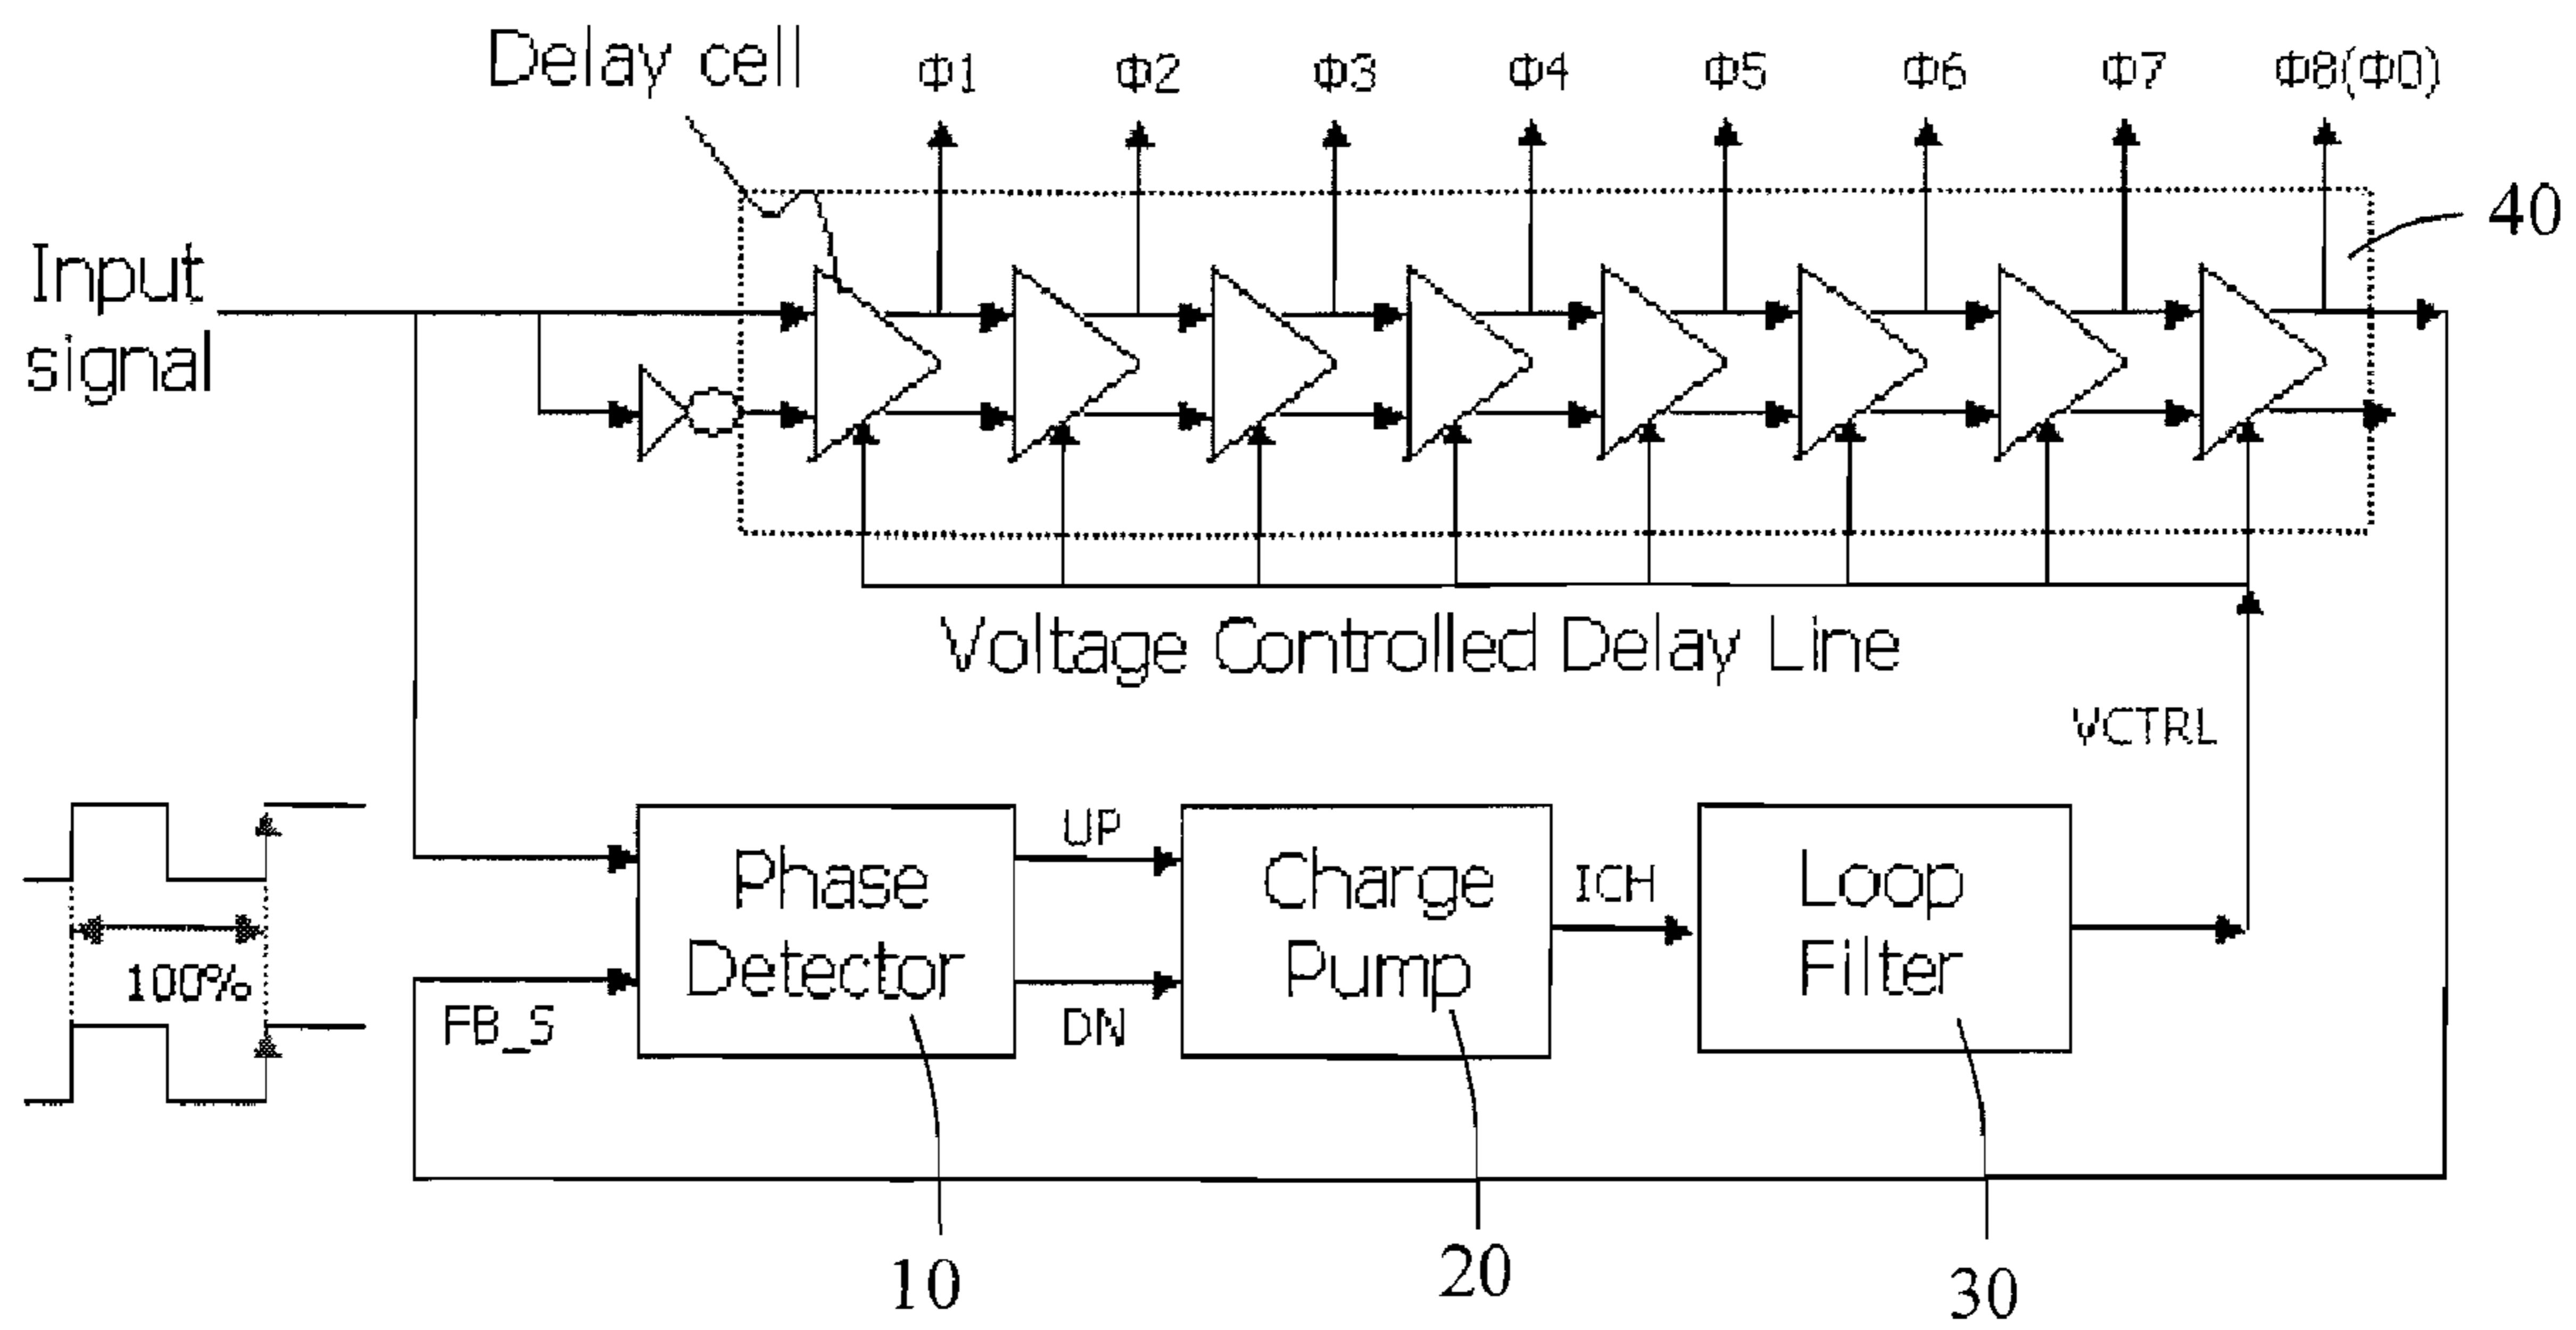 Delay cell
Φ1
Φ2
Φ3
Φ4
Φ5
Φ6
Φ7
Φ8(Φ0)
40
Input
signal
Voltage Controlled Delay Line
VCTRL
100%
FB_S
Phase
Detector
UP
DN
Charge
Pump
ICH
Loop
Filter
10
20
30